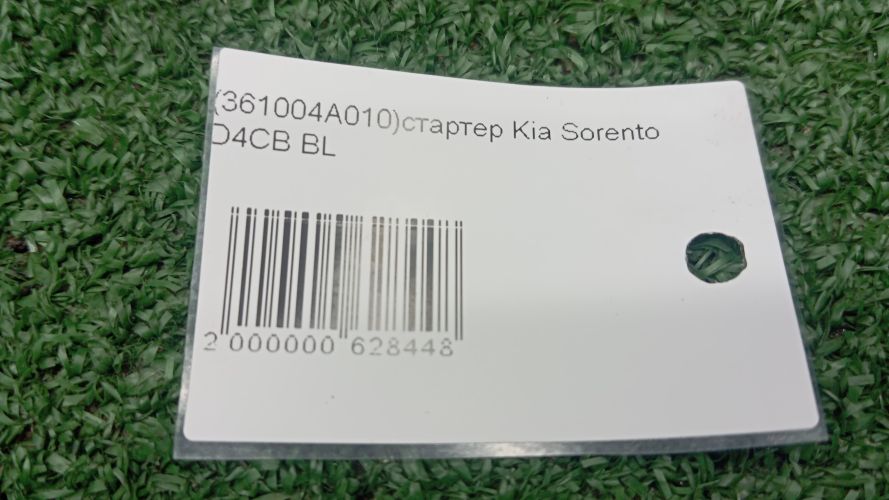 (361004A010)стартер Kia Sorento
D4CB BL
2 000000 628448